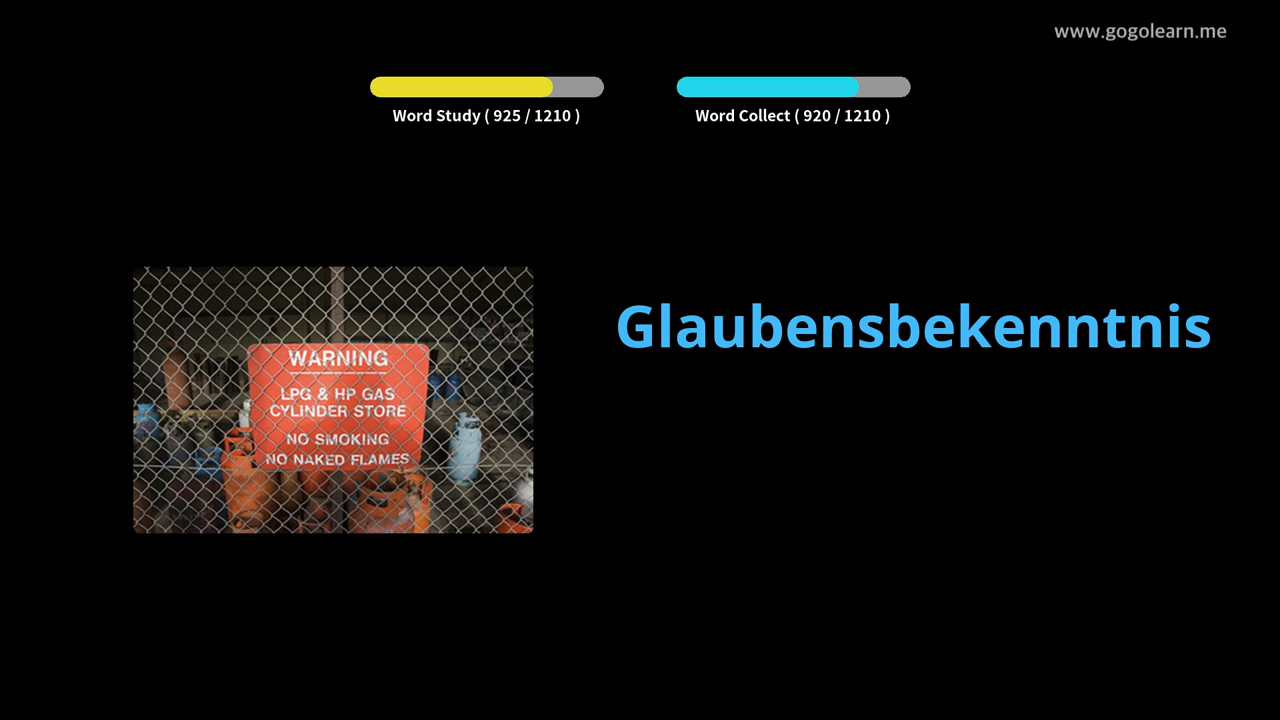 www.gogolearn.me
Word Study ( 925 / 1210 )
Word Collect ( 920 / 1210 )
WARNING
LPG & HP GAS
CYLINDER STORE
NO SMOKING
NO NAKED FLAMES
Glaubensbekenntnis